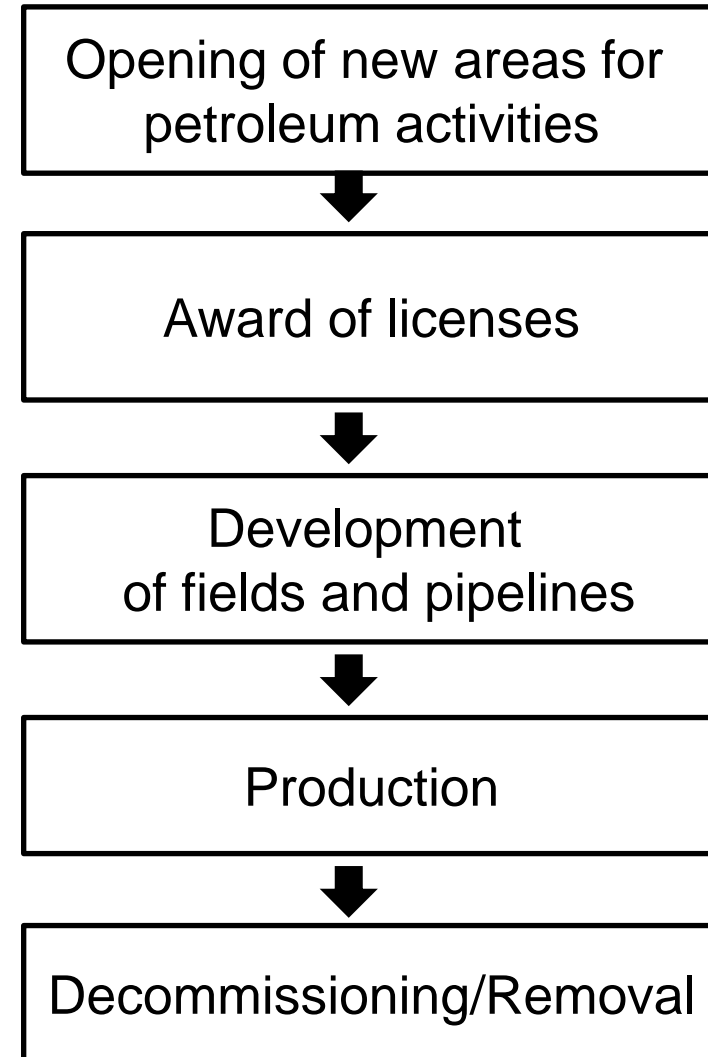 Opening of new areas for
petroleum activities
Award of licenses
Development
of fields and pipelines
Production
Decommissioning/Removal